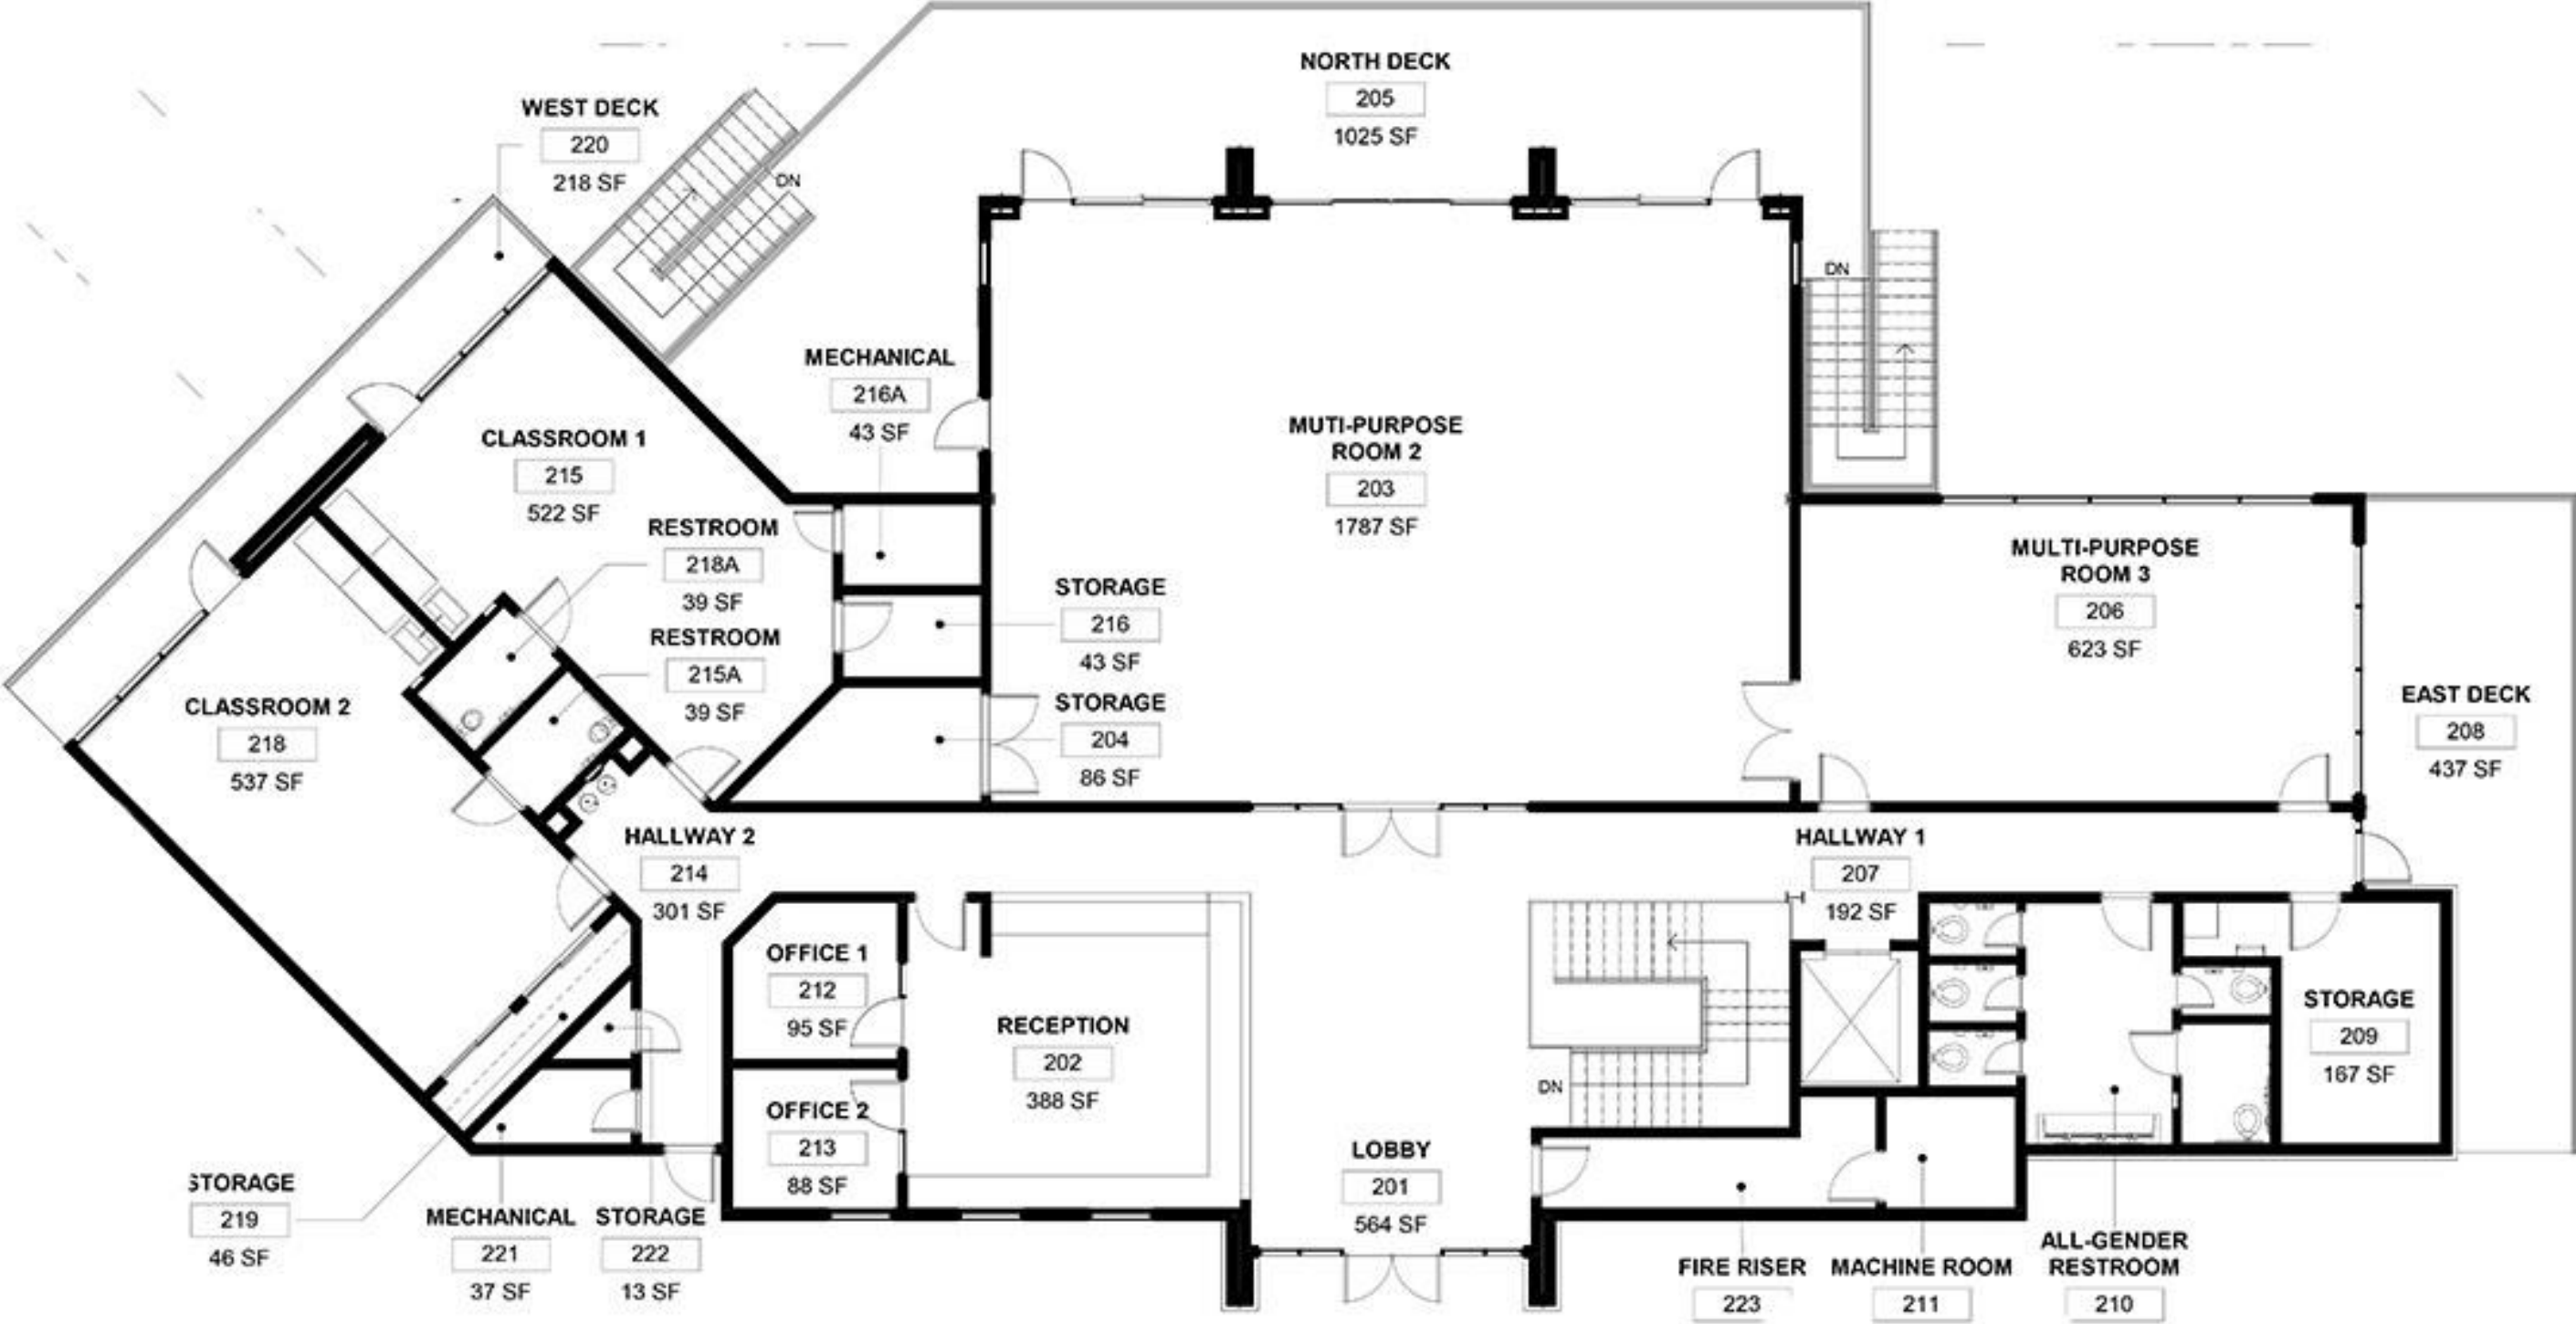 NORTH DECK
205
1025 SF
WEST DECK
220
218 SF
DN
DN
MECHANICAL
216A
43 SF
CLASSROOM 1
215
522 SF
MUTI-PURPOSE
ROOM 2
203
1787 SF
RESTROOM
218A
39 SF
MULTI-PURPOSE
ROOM 3
206
623 SF
STORAGE
216
43 SF
RESTROOM
215A
39 SF
CLASSROOM 2
218
537 SF
STORAGE
204
86 SF
EAST DECK
208
437 SF
HALLWAY 2
214
301 SF
HALLWAY 1
207
192 SF
OFFICE 1
212
95 SF
RECEPTION
202
388 SF
STORAGE
209
167 SF
DN
OFFICE 2
213
88 SF
LOBBY
201
564 SF
STORAGE
219
46 SF
MECHANICAL
221
37 SF
STORAGE
222
13 SF
FIRE RISER
223
MACHINE ROOM
211
ALL-GENDER
RESTROOM
210